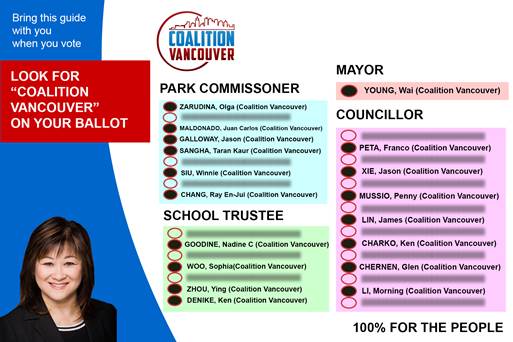 Bring this guide
with you
when you vote
LOOK FOR
“COALITION
VANCOUVER”
ON YOUR BALLOT
COALITION
VANCOUVER
PARK COMMISSONER
ZARUDINA, Olga (Coalition Vancouver)
MALDONADO, Juan Carlos (Coalition Vancouver)
GALLOWAY, Jason (Coalition Vancouver)
SANGHA, Taran Kaur (Coalition Vancouver)
SIU, Winnie (Coalition Vancouver)
CHANG, Ray En-Jui (Coalition Vancouver)
SCHOOL TRUSTEE
GOODINE, Nadine C (Coalition Vancouver)
WOO, Sophia(Coalition Vancouver)
ZHOU, Ying (Coalition Vancouver)
DENIKE, Ken (Coalition Vancouver)
MAYOR
YOUNG, Wai (Coalition Vancouver)
COUNCILLOR
PETA, Franco (Coalition Vancouver)
XIE, Jason (Coalition Vancouver)
MUSSIO, Penny (Coalition Vancouver)
LIN, James (Coalition Vancouver)
CHARKO, Ken (Coalition Vancouver)
CHERNEN, Glen (Coalition Vancouver)
LI, Morning (Coalition Vancouver)
100% FOR THE PEOPLE